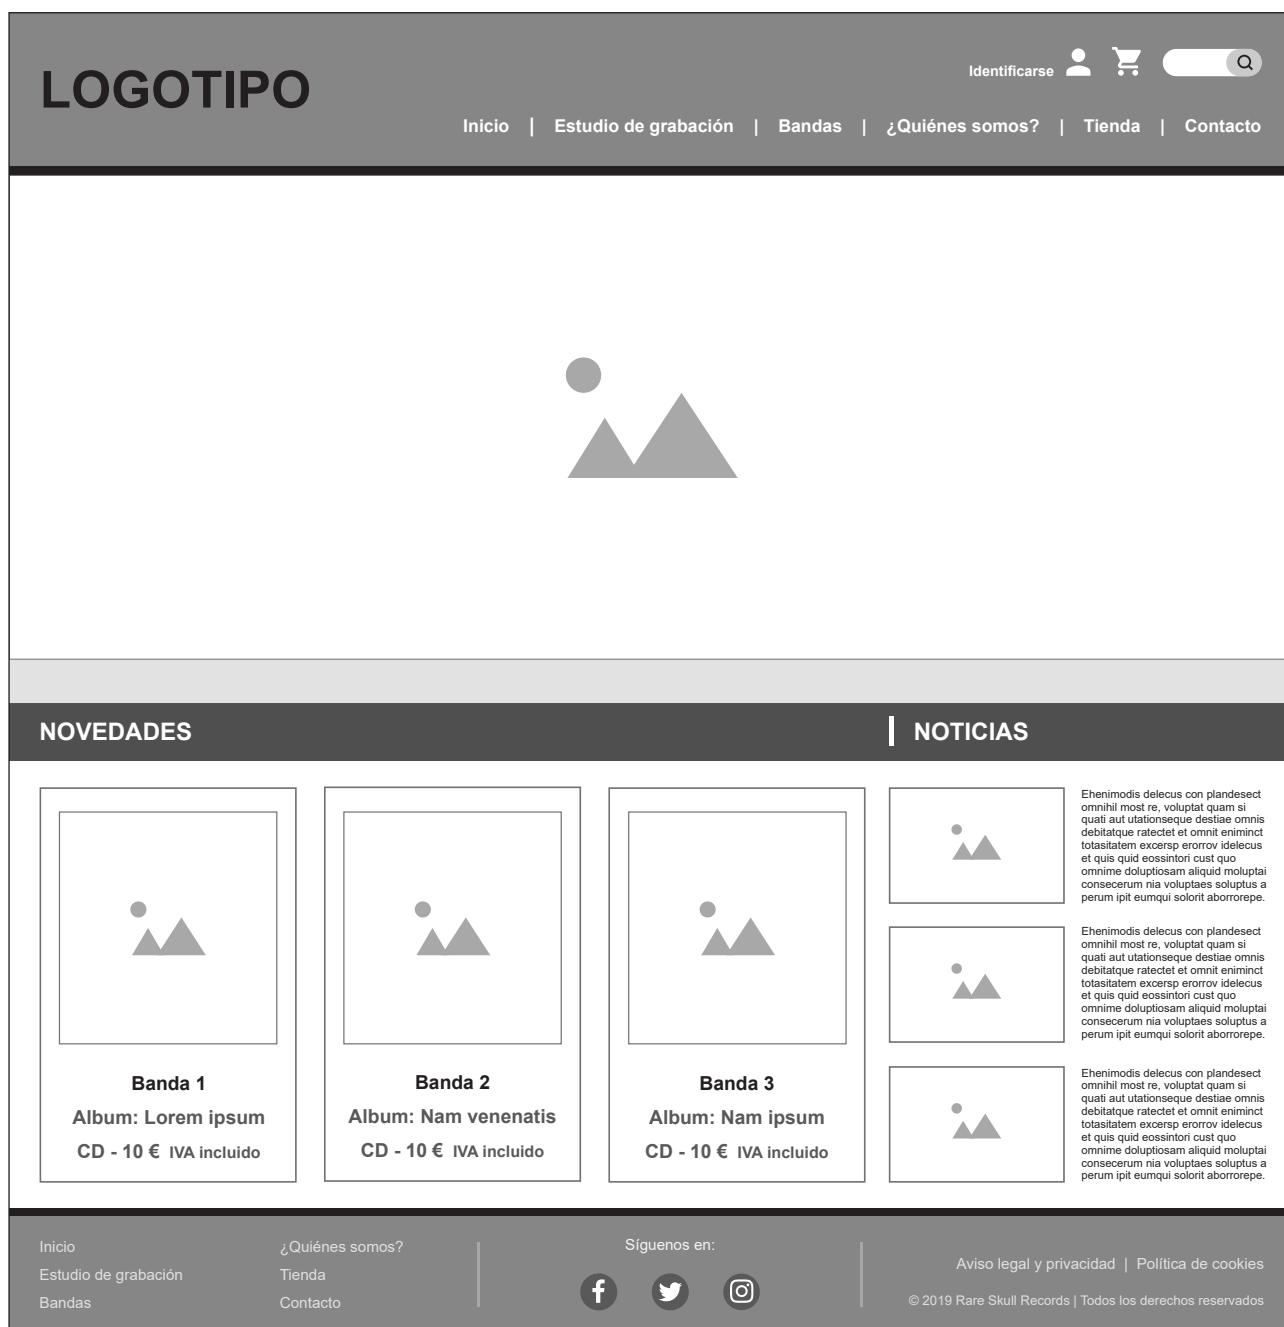 LOGOTIPO
Identificarse
Inicio | Estudio de grabación | Bandas | ¿Quiénes somos? | Tienda | Contacto
NOVEDADES
NOTICIAS
Banda 1
Album: Lorem ipsum
CD - 10 € IVA incluido
Banda 2
Album: Nam venenatis
CD - 10 € IVA incluido
Banda 3
Album: Nam ipsum
CD - 10 € IVA incluido
Ehenimodis delecus con plandesect
omnihil most re, voluptat quam si
quati aut utationseque destiae omnis
debitatque ratectet et omnit eniminct
totasitatem excersp erorrov idelecus
et quis quid eossintori cust quo
omnime doluptiosam aliquid moluptai
consecerum nia voluptaes soluptus a
perum ipit eumqui solorit aborrorepe.
Ehenimodis delecus con plandesect
omnihil most re, voluptat quam si
quati aut utationseque destiae omnis
debitatque ratectet et omnit eniminct
totasitatem excersp erorrov idelecus
et quis quid eossintori cust quo
omnime doluptiosam aliquid moluptai
consecerum nia voluptaes soluptus a
perum ipit eumqui solorit aborrorepe.
Ehenimodis delecus con plandesect
omnihil most re, voluptat quam si
quati aut utationseque destiae omnis
debitatque ratectet et omnit eniminct
totasitatem excersp erorrov idelecus
et quis quid eossintori cust quo
omnime doluptiosam aliquid moluptai
consecerum nia voluptaes soluptus a
perum ipit eumqui solorit aborrorepe.
Inicio
Estudio de grabación
Bandas
¿Quiénes somos?
Tienda
Contacto
Síguenos en:
Aviso legal y privacidad | Política de cookies
© 2019 Rare Skull Records | Todos los derechos reservados